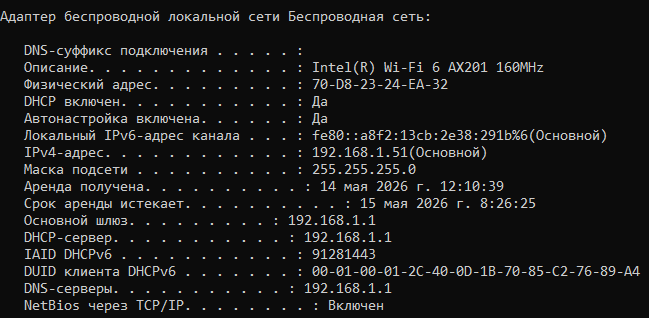 Адаптер беспроводной локальной сети Беспроводная сеть:
DNS-суффикс подключения . . . . . :
Описание. . . . . . . . . . . . . : Intel(R) Wi-Fi 6 AX201 160MHz
Физический адрес. . . . . . . . . : 70-D8-23-24-EA-32
DHCP включен. . . . . . . . . . . : Да
Автонастройка включена. . . . . . : Да
Локальный IPv6-адрес канала . . . : fe80::a8f2:13cb:2e38:291b%6(Основной)
IPv4-адрес. . . . . . . . . . . . : 192.168.1.51(Основной)
Маска подсети . . . . . . . . . . : 255.255.255.0
Аренда получена. . . . . . . . . . : 14 мая 2026 г. 12:10:39
Срок аренды истекает. . . . . . . . . . : 15 мая 2026 г. 8:26:25
Основной шлюз. . . . . . . . . : 192.168.1.1
DHCP-сервер. . . . . . . . . . . : 192.168.1.1
IAID DHCPv6 . . . . . . . . . . . : 91281443
DUID клиента DHCPv6 . . . . . . . : 00-01-00-01-2C-40-0D-1B-70-85-C2-76-89-A4
DNS-серверы. . . . . . . . . . . : 192.168.1.1
NetBios через TCP/IP. . . . . . . . : Включен